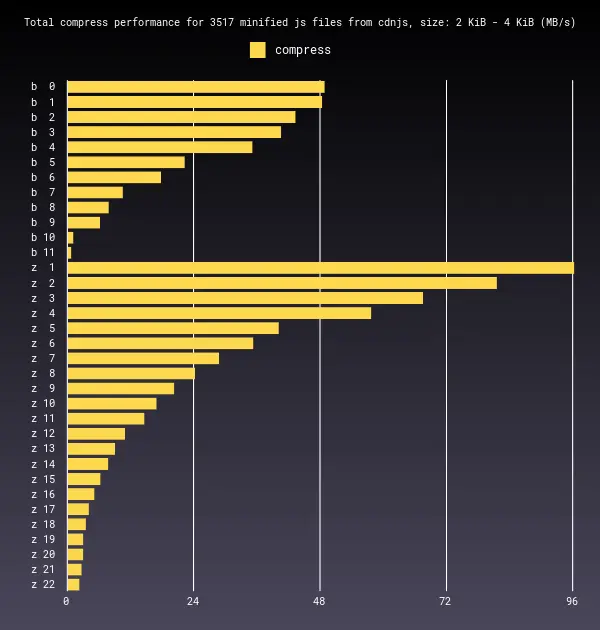 Total compress performance for 3517 minified js files from cdnjs, size: 2 KiB - 4 KiB (MB/s)
compress
b 0
b 1
b 2
b 3
b 4
b 5
b 6
b 7
b 8
b 9
b 10
b 11
z 1
z 2
z 3
z 4
z 5
z 6
z 7
z 8
z 9
z 10
z 11
z 12
z 13
z 14
z 15
z 16
z 17
z 18
z 19
z 20
z 21
z 22
0 24 48 72 96